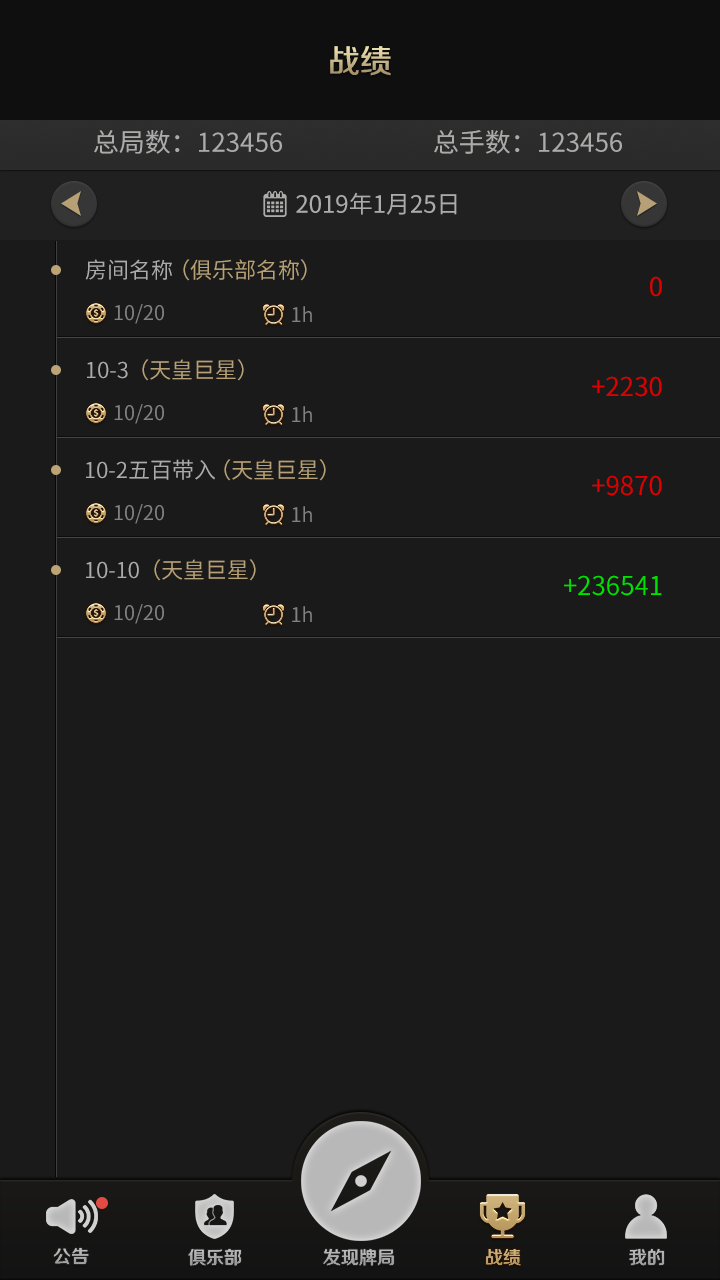 战绩
总局数：123456 总手数：123456
2019年1月25日
房间名称（俱乐部名称）
0
10/20 1h
10-3（天皇巨星）
+2230
10/20 1h
10-2五百带入（天皇巨星）
+9870
10/20 1h
10-10（天皇巨星）
+236541
10/20 1h
公告 俱乐部 发现牌局 战绩 我的